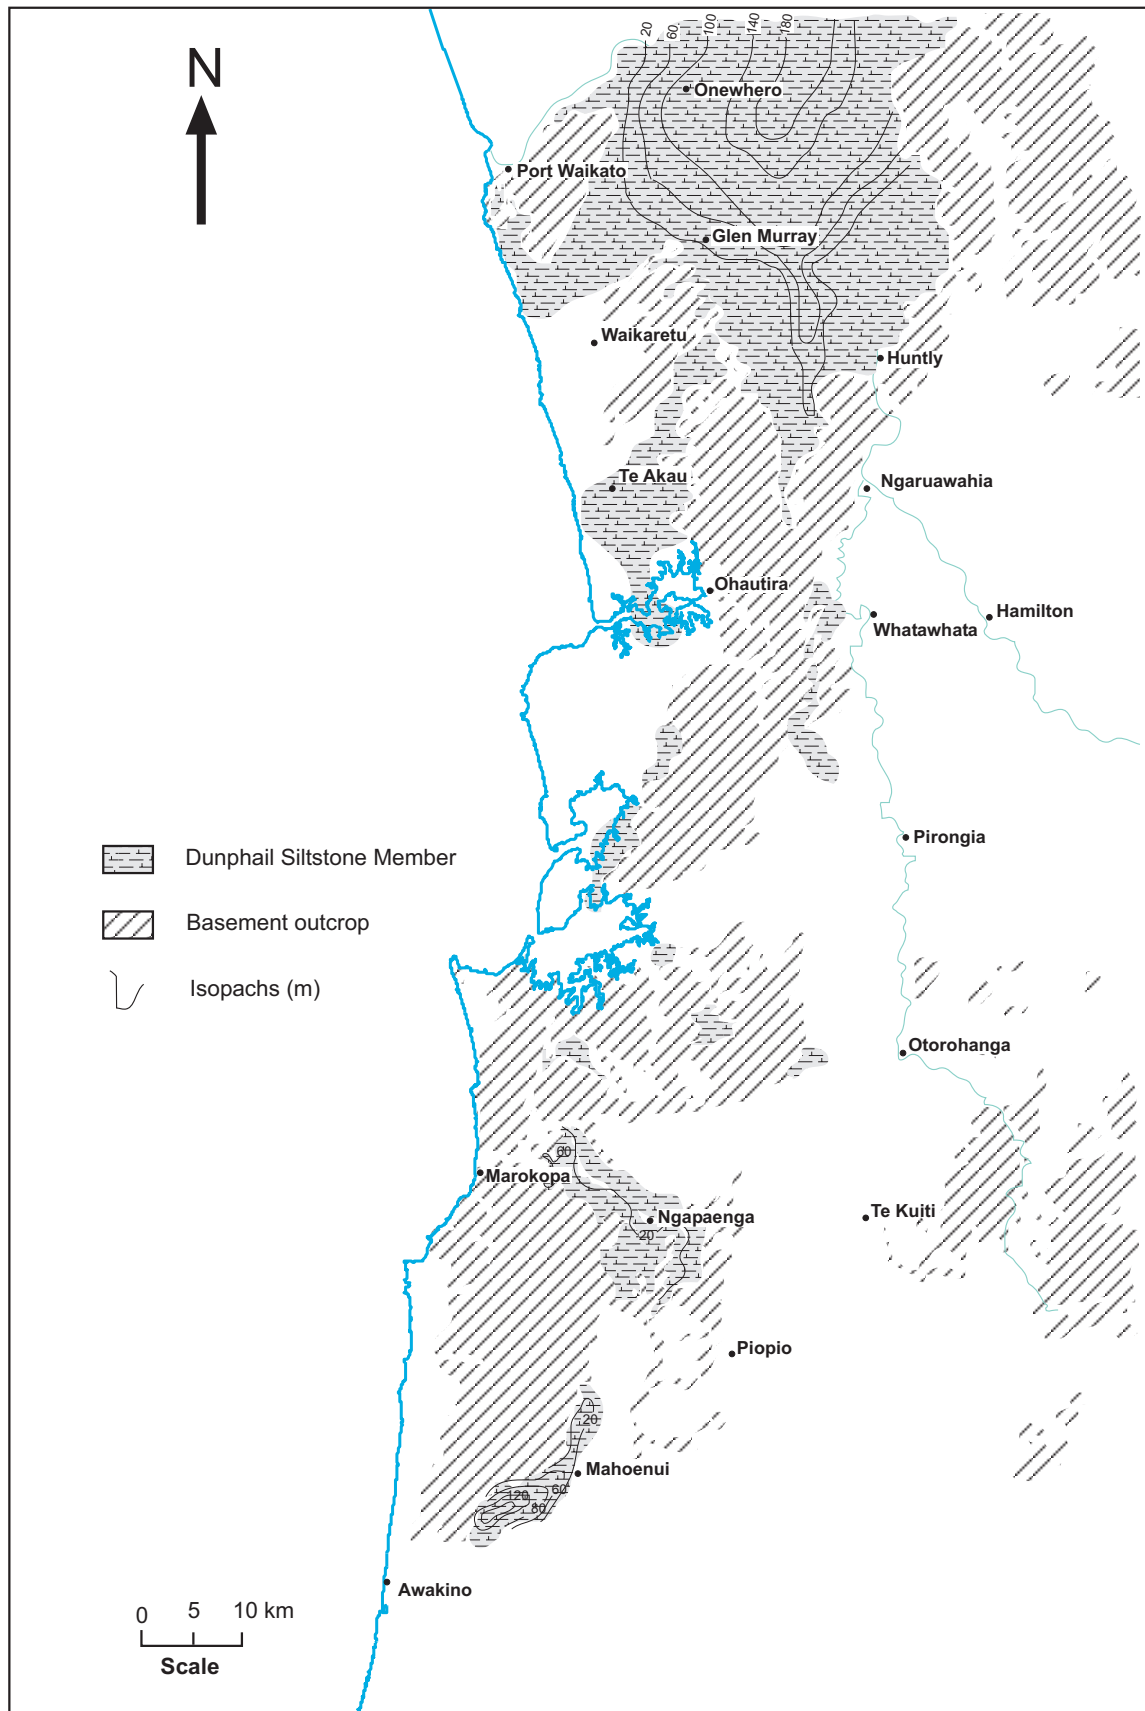 20
60
100
140
180
N
Onewhero
Port Waikato
Glen Murray
Waikaretu
Huntly
Te Akau
Ngaruawahia
Ohautira
Hamilton
Whatawhata
Pirongia
Dunphail Siltstone Member
Basement outcrop
Isopachs (m)
Otorohanga
60
Marokopa
Ngapaenga
Te Kuiti
20
Piopio
20
Mahoenui
60
120
80
Awakino
0 5 10 km
Scale